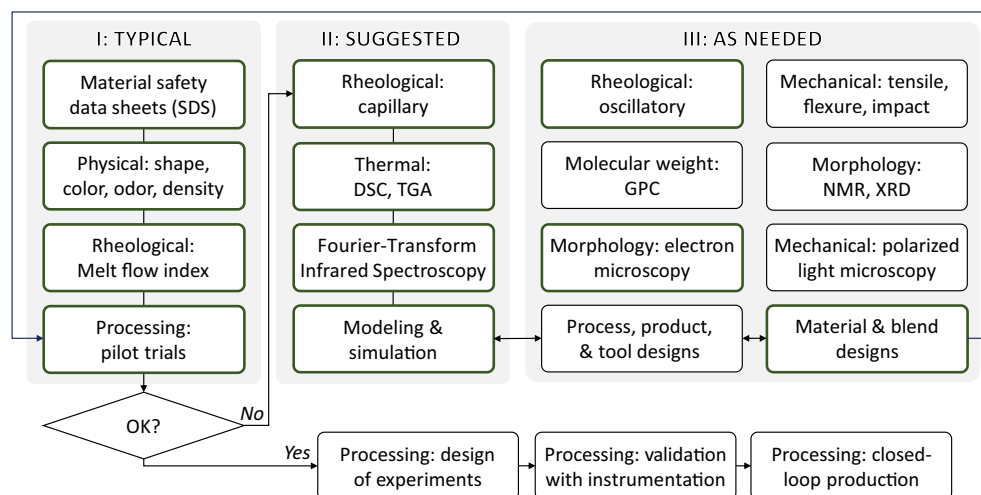 I: TYPICAL
Material safety
data sheets (SDS)
Physical: shape,
color, odor, density
Rheological:
Melt flow index
Processing:
pilot trials
OK?
No
Yes
II: SUGGESTED
Rheological:
capillary
Thermal:
DSC, TGA
Fourier-Transform
Infrared Spectroscopy
Modeling &
simulation
III: AS NEEDED
Rheological:
oscillatory
Mechanical: tensile,
flexure, impact
Molecular weight:
GPC
Morphology:
NMR, XRD
Morphology: electron
microscopy
Mechanical: polarized
light microscopy
Process, product,
& tool designs
Material & blend
designs
Processing: design
of experiments
Processing: validation
with instrumentation
Processing: closed-
loop production